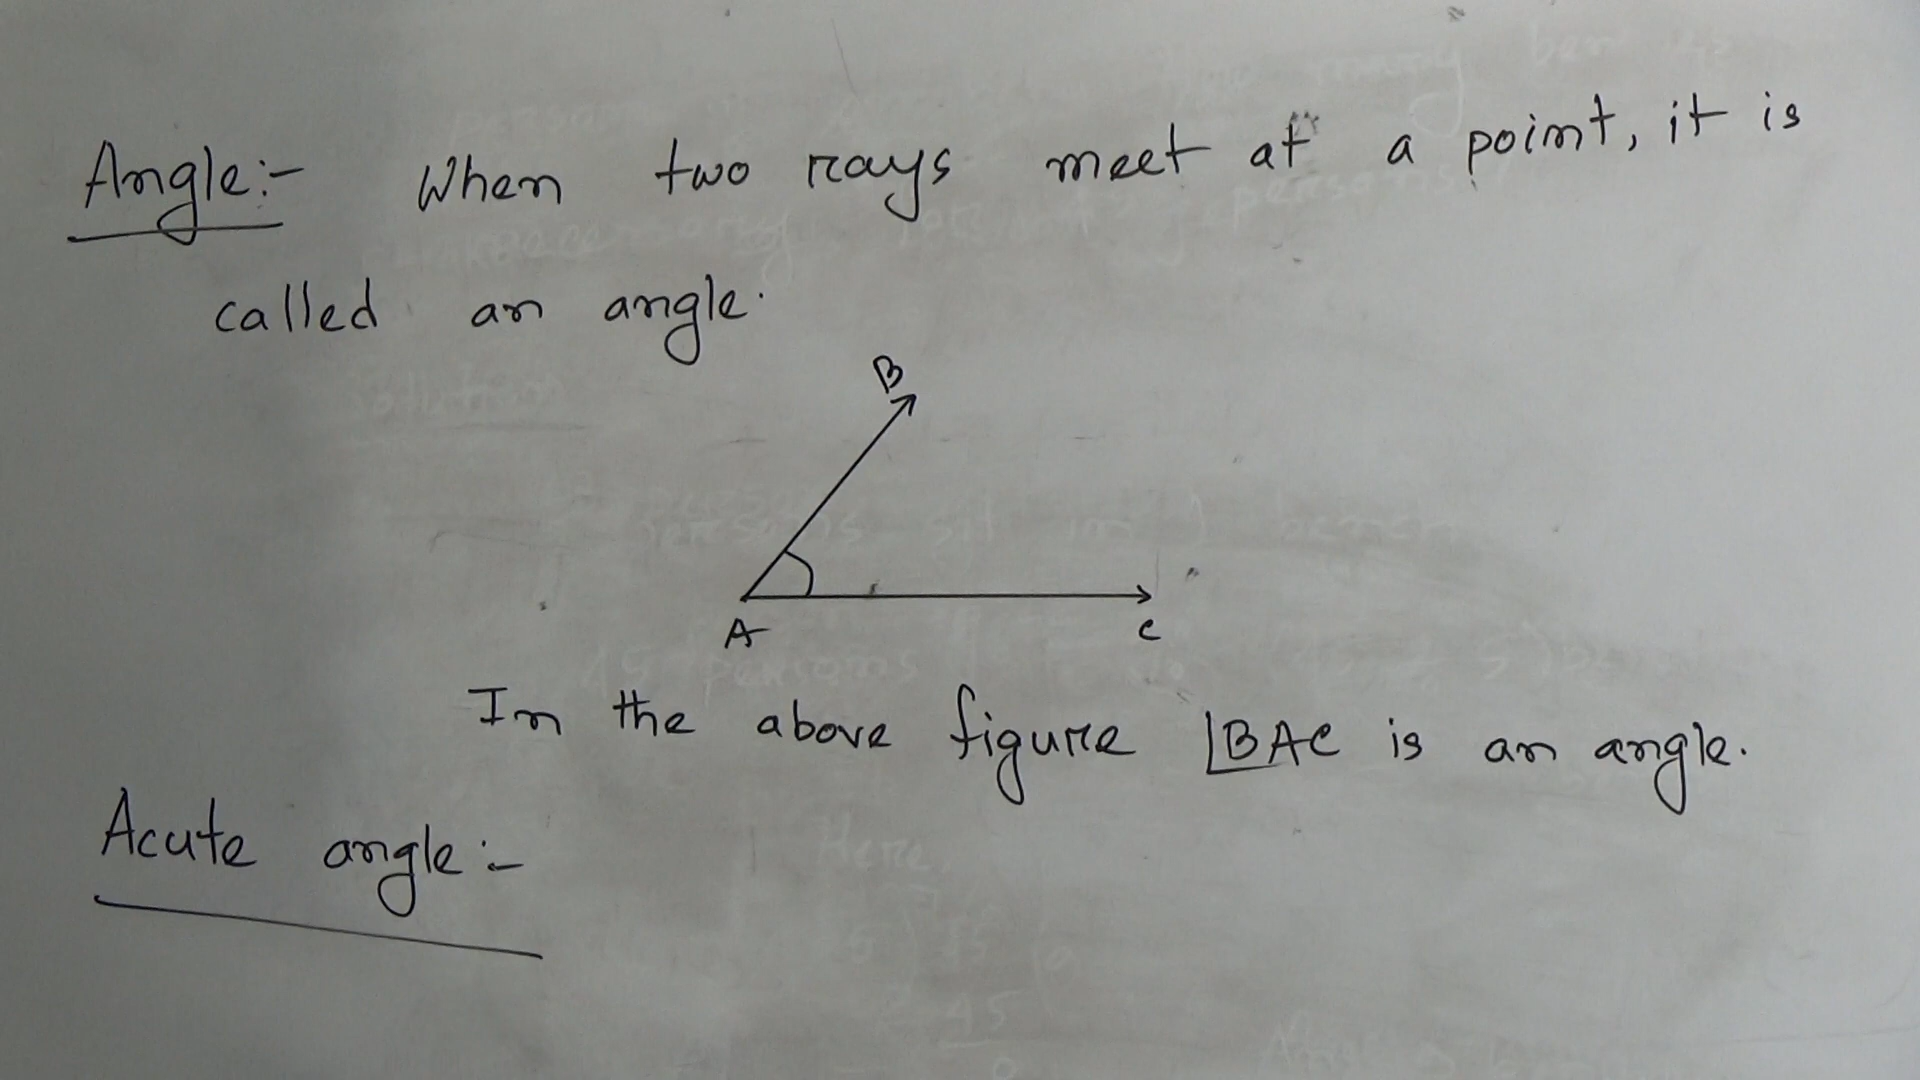 Angle:- When two rays meet at a point, it is
called an angle.
B
A
C
In the above figure ∠BAC is an angle.
Acute angle:-